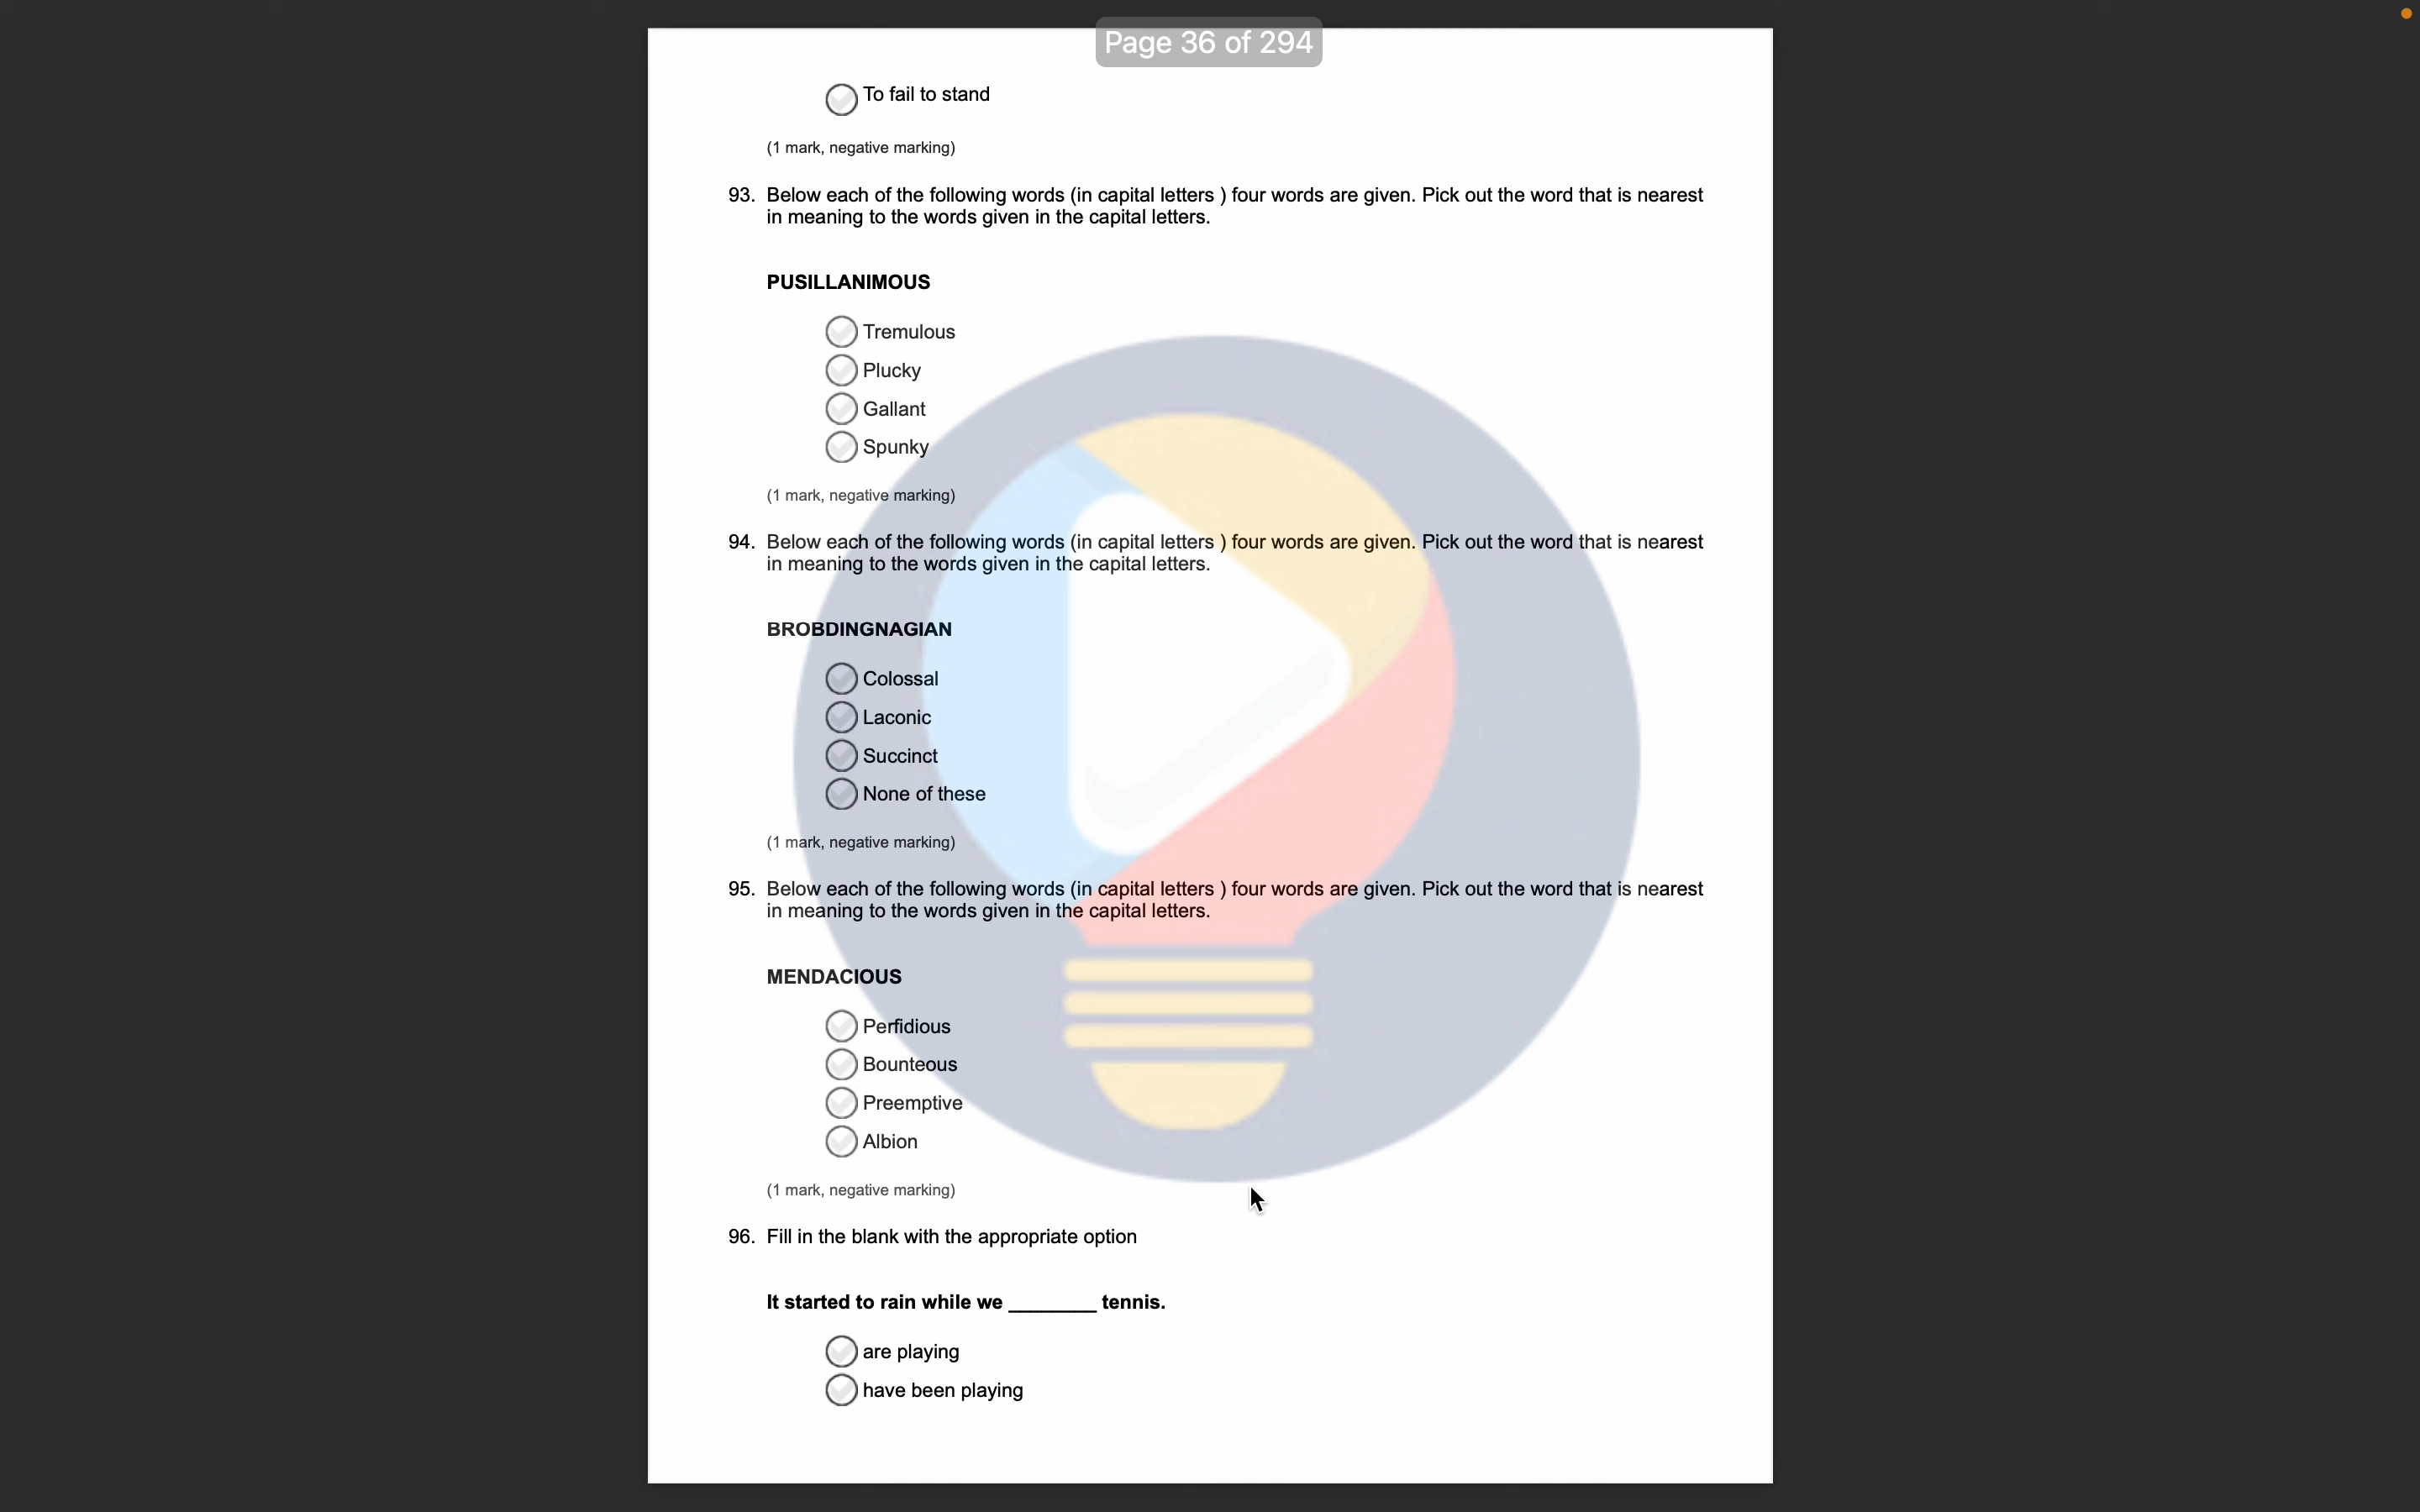 Page 36 of 294
To fail to stand
(1 mark, negative marking)
93. Below each of the following words (in capital letters ) four words are given. Pick out the word that is nearest
in meaning to the words given in the capital letters.
PUSILLANIMOUS
Tremulous
Plucky
Gallant
Spunky
(1 mark, negative marking)
94. Below each of the following words (in capital letters ) four words are given. Pick out the word that is nearest
in meaning to the words given in the capital letters.
BROBDINGNAGIAN
Colossal
Laconic
Succinct
None of these
(1 mark, negative marking)
95. Below each of the following words (in capital letters ) four words are given. Pick out the word that is nearest
in meaning to the words given in the capital letters.
MENDACIOUS
Perfidious
Bounteous
Preemptive
Albion
(1 mark, negative marking)
96. Fill in the blank with the appropriate option
It started to rain while we ________ tennis.
are playing
have been playing